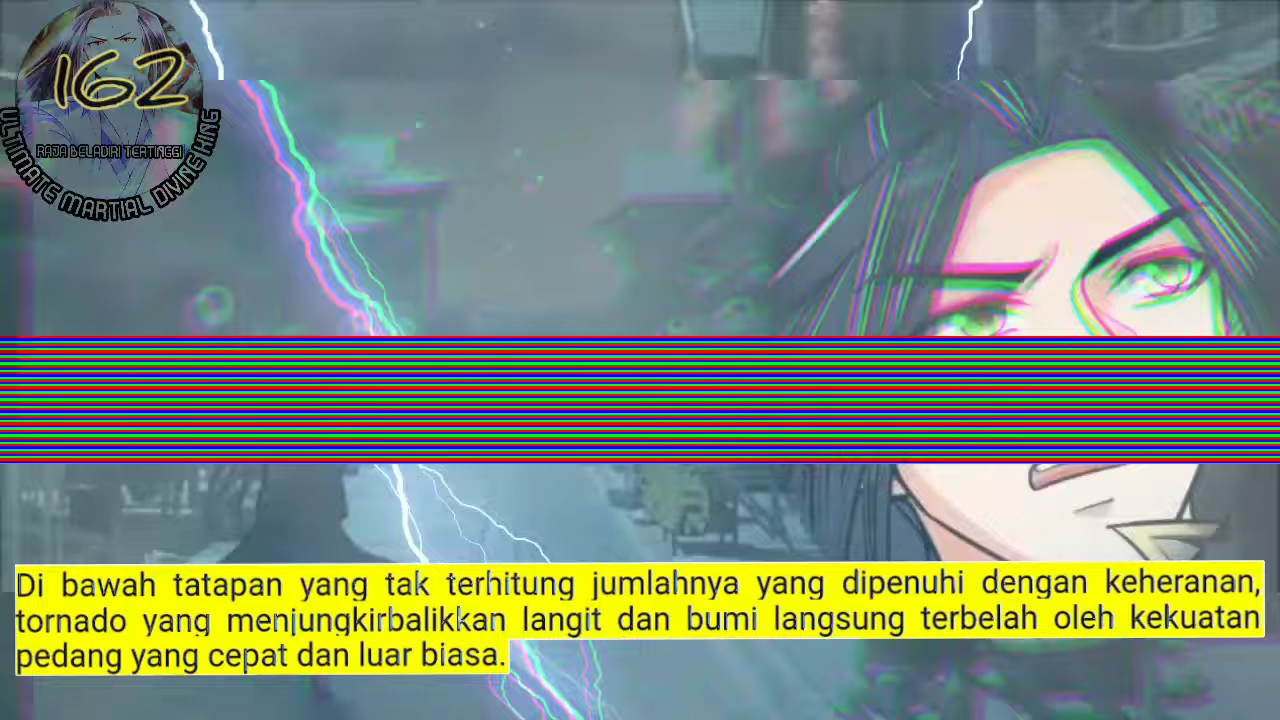 162
RAJA BELADIRI TERTINGGI
ULTIMATE MARTIAL DIVINE KING
Di bawah tatapan yang tak terhitung jumlahnya yang dipenuhi dengan keheranan,
tornado yang menjungkirbalikkan langit dan bumi langsung terbelah oleh kekuatan
pedang yang cepat dan luar biasa.